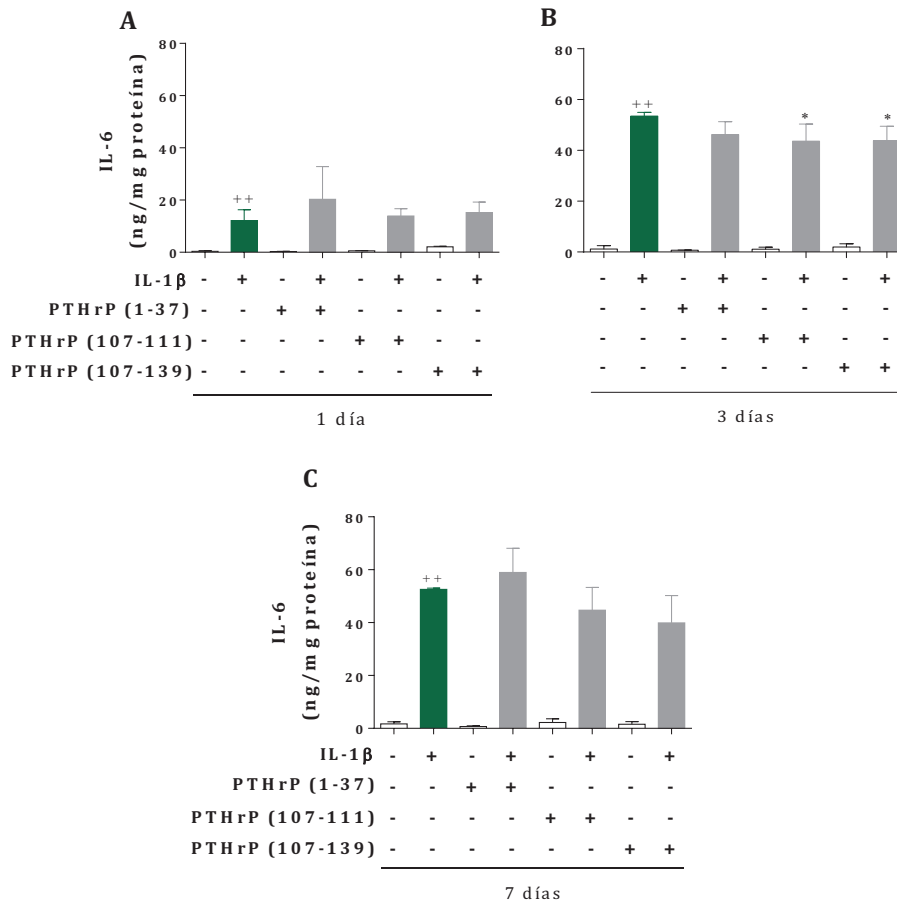 A
IL-6
(ng/mg proteína)
80
60
40
20
0
++
IL-1β - + - + - + - +
PTHrP (1-37) - - + + - - - -
PTHrP (107-111) - - - - + + - -
PTHrP (107-139) - - - - - - + +
1 día
B
80
60
40
20
0
++
*
*
- + - + - + - +
- - + + - - - -
- - - - + + - -
- - - - - - + +
3 días
C
IL-6
(ng/mg proteína)
80
60
40
20
0
++
IL-1β - + - + - + - +
PTHrP (1-37) - - + + - - - -
PTHrP (107-111) - - - - + + - -
PTHrP (107-139) - - - - - - + +
7 días